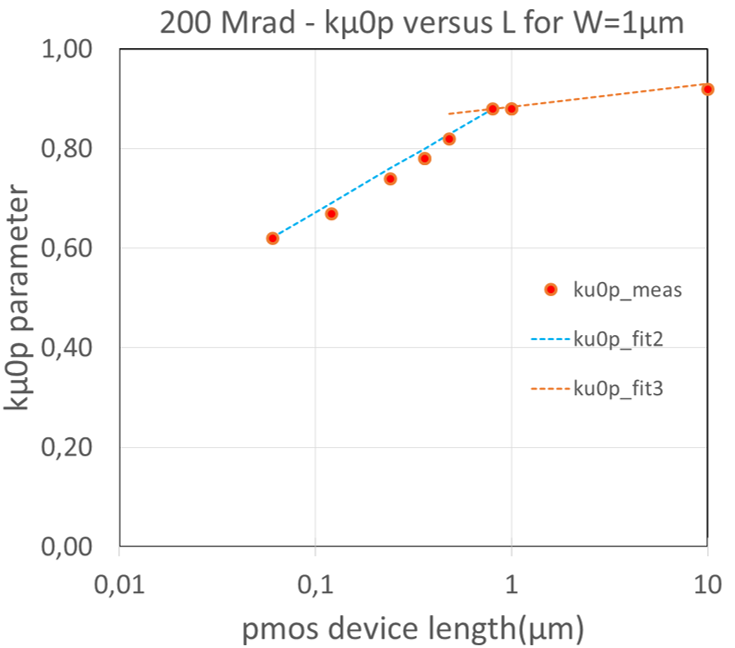 200 Mrad - kμ0p versus L for W=1μm
1,00
0,80
0,60
0,40
0,20
0,00
kμ0p parameter
ku0p_meas
ku0p_fit2
ku0p_fit3
0,01
0,1
1
10
pmos device length(μm)